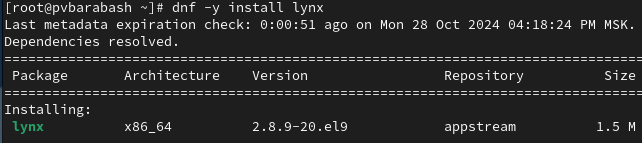 [root@pvbarabash ~]# dnf -y install lynx
Last metadata expiration check: 0:00:51 ago on Mon 28 Oct 2024 04:18:24 PM MSK.
Dependencies resolved.
================================================================================
 Package       Architecture    Version                 Repository          Size
================================================================================
Installing:
 lynx          x86_64          2.8.9-20.el9            appstream          1.5 M